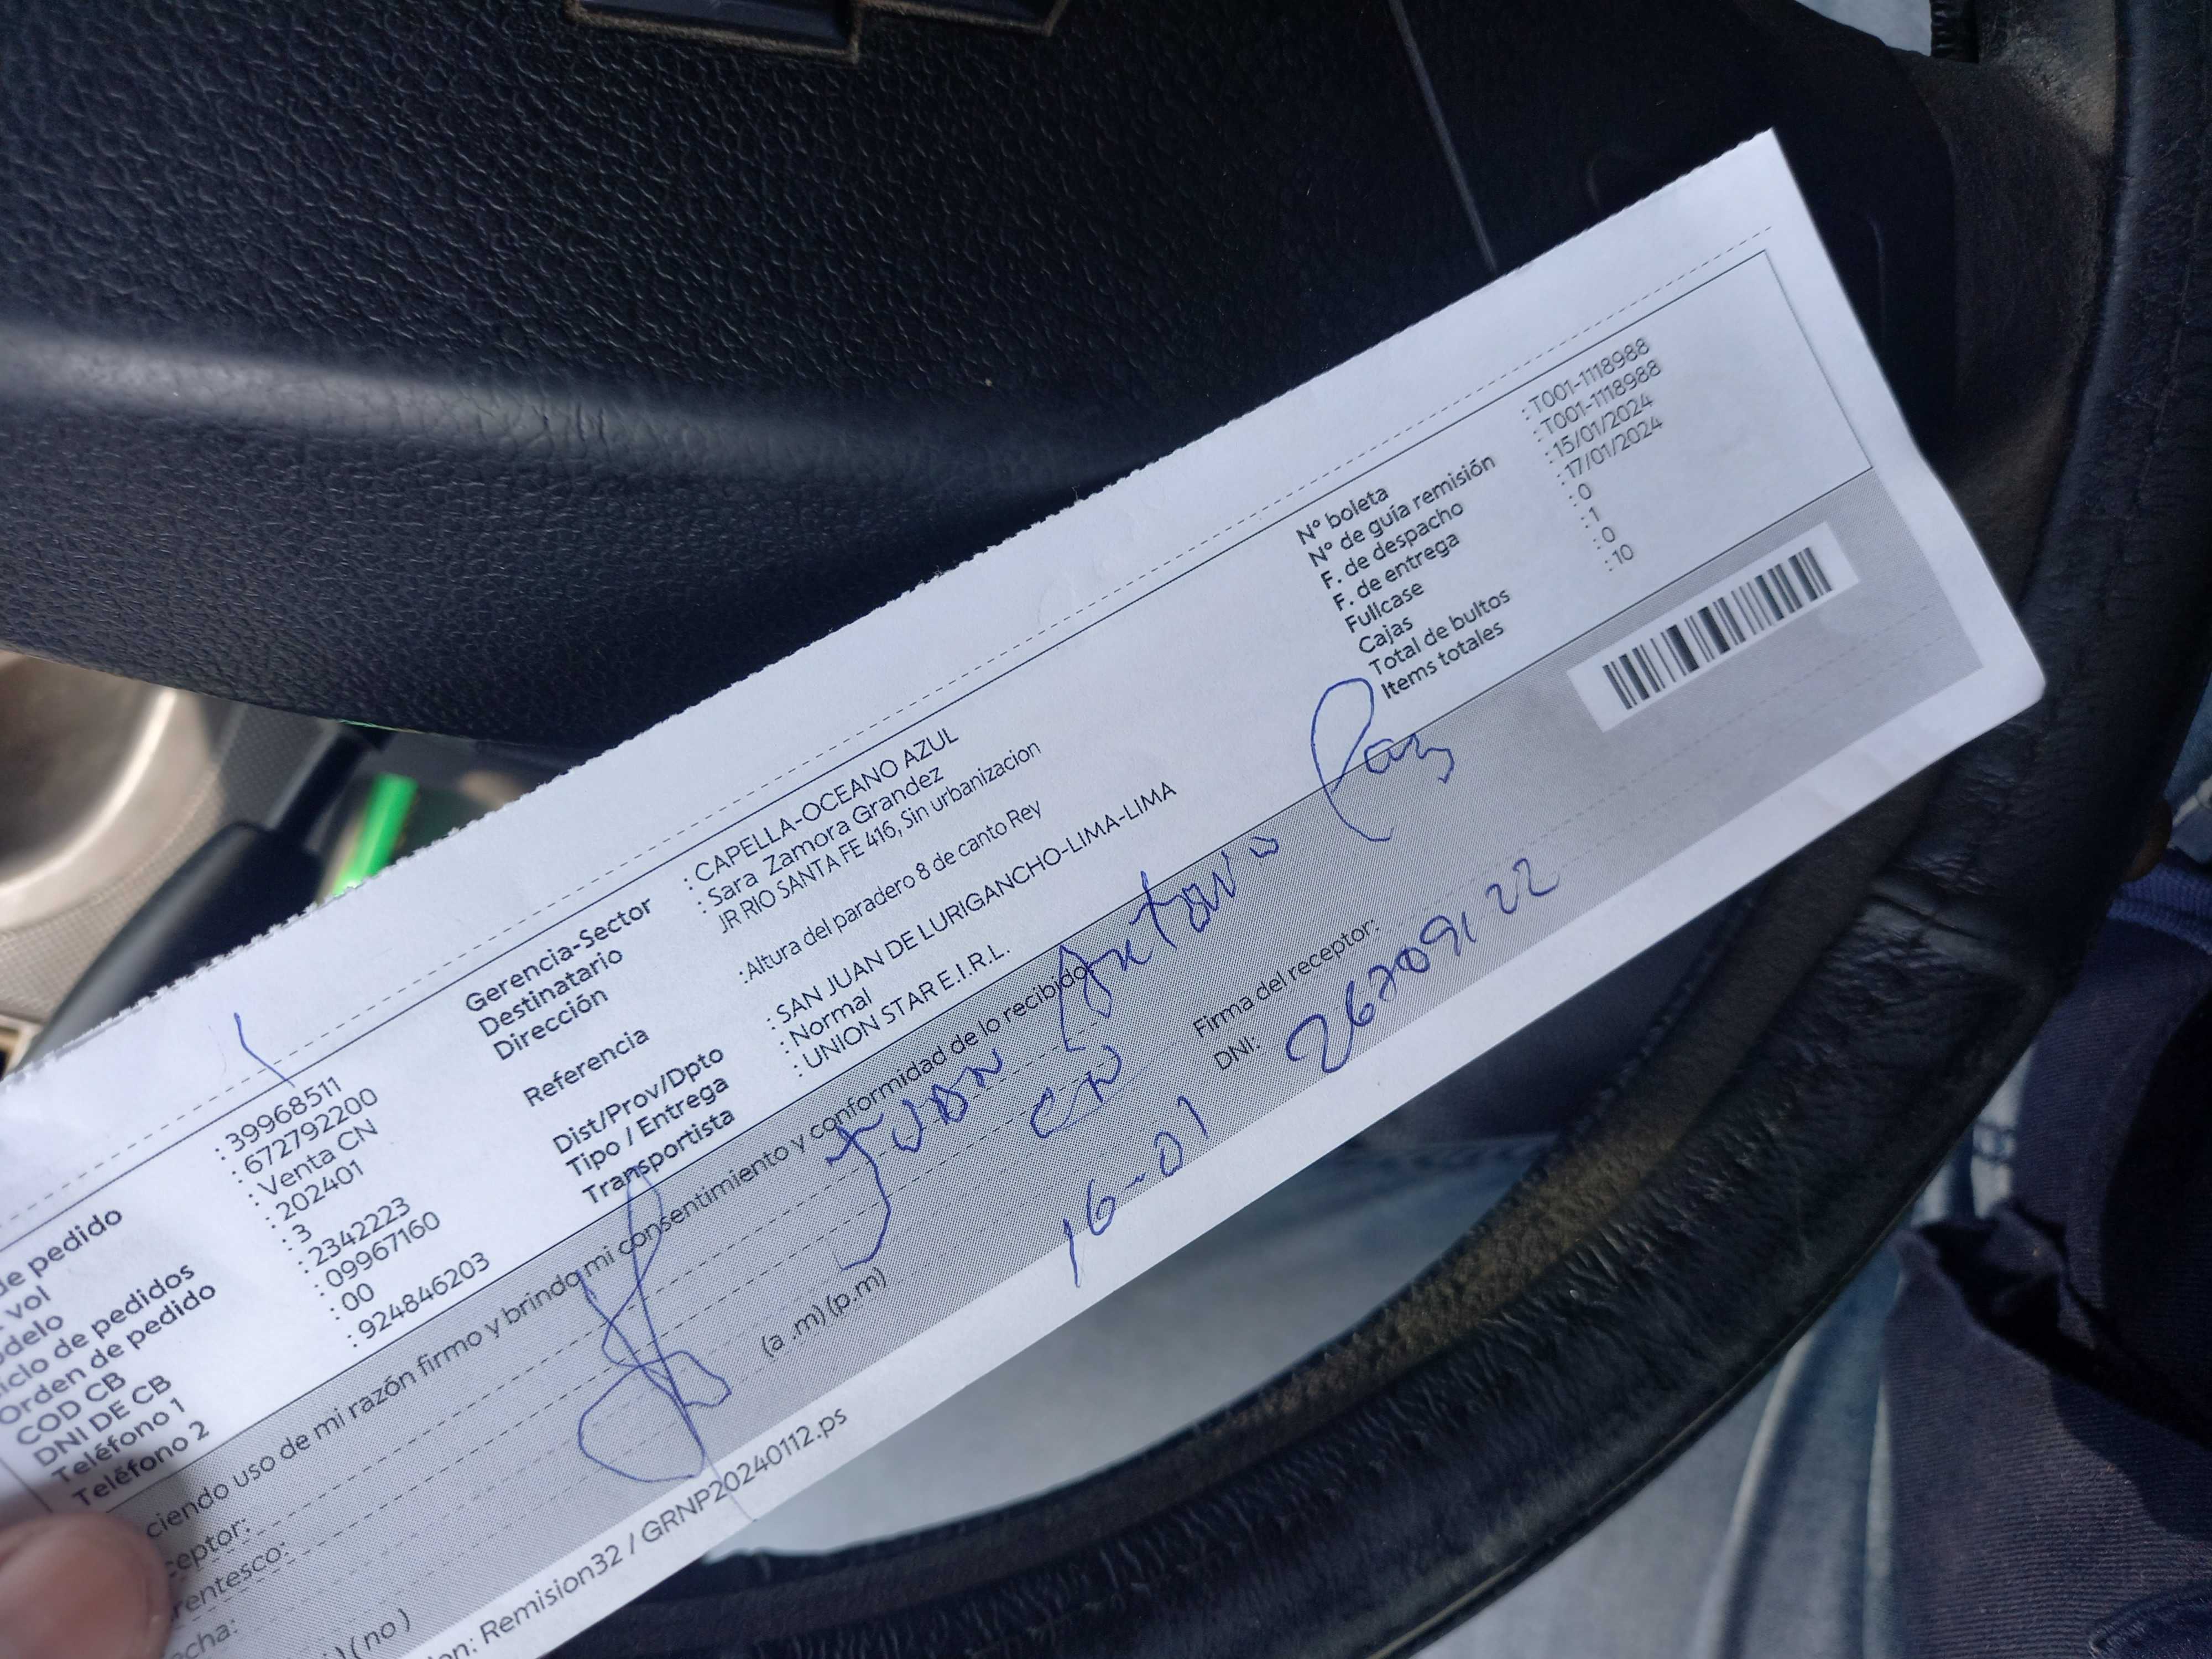 de pedido : 39968511
vol : 672792200
delo : Venta CN
iclo de pedidos : 202401
Orden de pedido : 3
COD CB : 2342223
DNI DE CB : 09967160
Teléfono 1 : 00
Teléfono 2 : 924846203
Gerencia-Sector : CAPELLA-OCEANO AZUL
Destinatario : Sara Zamora Grandez
Dirección JR RIO SANTA FE 416, Sin urbanizacion
Referencia :Altura del paradero 8 de canto Rey
Dist/Prov/Dpto : SAN JUAN DE LURIGANCHO-LIMA-LIMA
Tipo / Entrega : Normal
Transportista : UNION STAR E.I.R.L.
N° boleta : T001-1118988
N° de guía remisión : T001-1118988
F. de despacho : 15/01/2024
F. de entrega : 17/01/2024
Fullcase : 0
Cajas : 1
Total de bultos : 0
Items totales : 10
ciendo uso de mi razón firmo y brindo mi consentimiento y conformidad de lo recibido
ceptor: Juan Antonio Paz
rentesco:
echa: 16-01
(a .m) (p.m)
Firma del receptor:
DNI:
) ( no )
on: Remision32 / GRNP20240112.ps